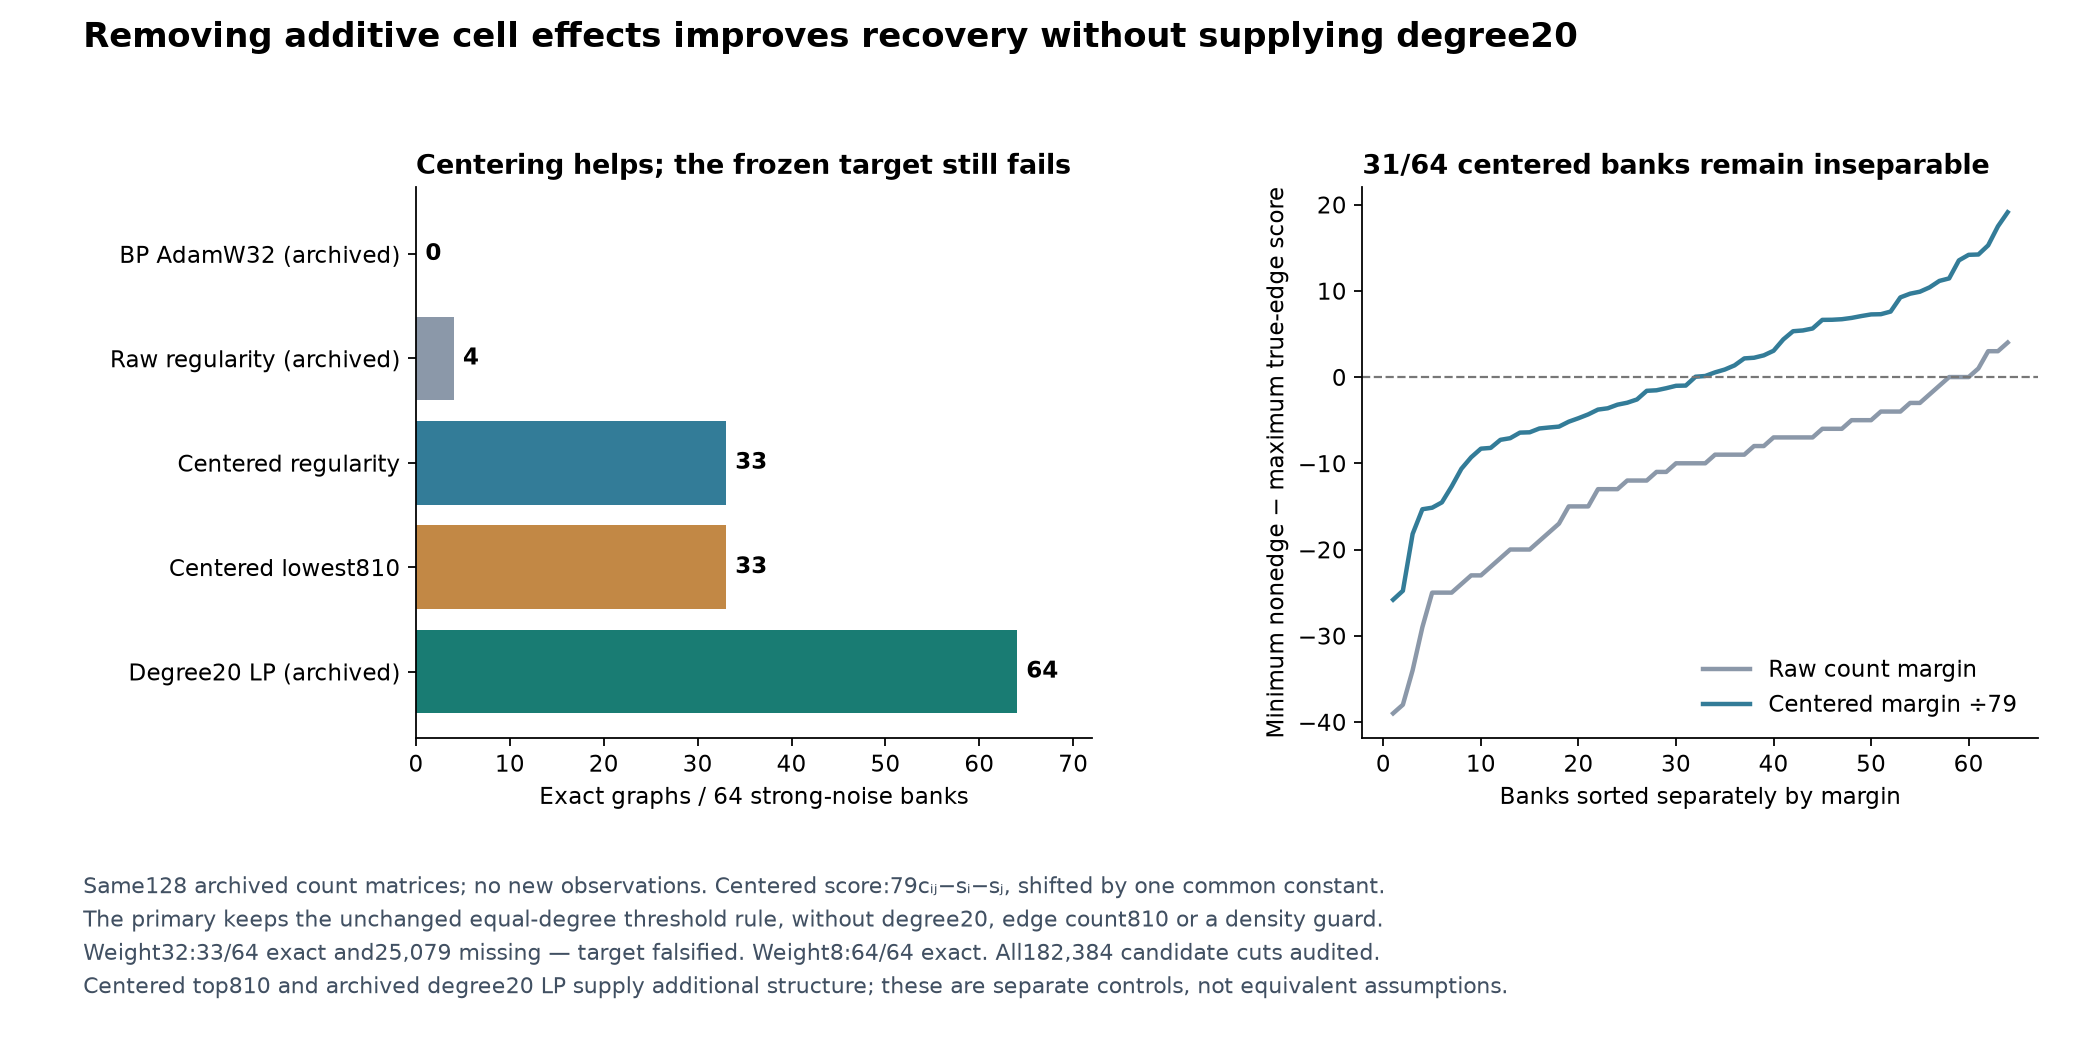 Removing additive cell effects improves recovery without supplying degree20
Centering helps; the frozen target still fails
BP AdamW32 (archived)
0
Raw regularity (archived)
4
Centered regularity
33
Centered lowest810
33
Degree20 LP (archived)
64
0 10 20 30 40 50 60 70
Exact graphs / 64 strong-noise banks
31/64 centered banks remain inseparable
Minimum nonedge − maximum true-edge score
20
10
0
−10
−20
−30
−40
Raw count margin
Centered margin ÷79
0 10 20 30 40 50 60
Banks sorted separately by margin
Same128 archived count matrices; no new observations. Centered score:79cᵢⱼ−sᵢ−sⱼ, shifted by one common constant.
The primary keeps the unchanged equal-degree threshold rule, without degree20, edge count810 or a density guard.
Weight32:33/64 exact and25,079 missing — target falsified. Weight8:64/64 exact. All182,384 candidate cuts audited.
Centered top810 and archived degree20 LP supply additional structure; these are separate controls, not equivalent assumptions.